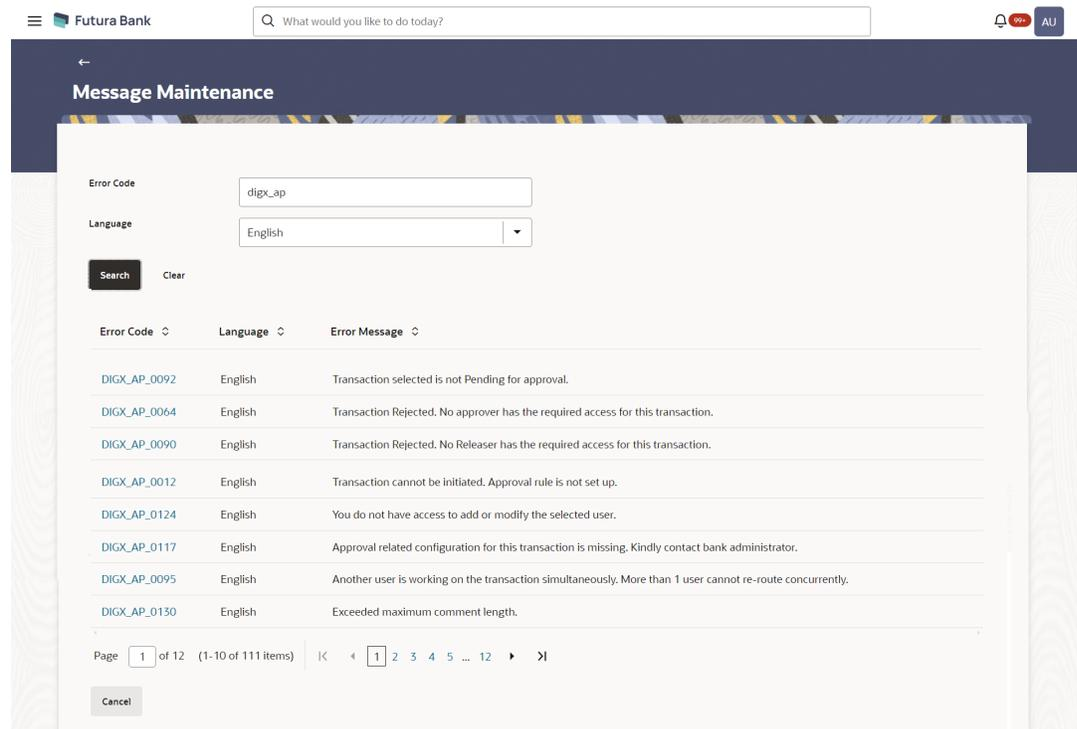 Futura Bank What would you like to do today? 99+ AU
Message Maintenance
Error Code digx_ap
Language English
Search Clear
Error Code Language Error Message
DIGX_AP_0092 English Transaction selected is not Pending for approval.
DIGX_AP_0064 English Transaction Rejected. No approver has the required access for this transaction.
DIGX_AP_0090 English Transaction Rejected. No Releaser has the required access for this transaction.
DIGX_AP_0012 English Transaction cannot be initiated. Approval rule is not set up.
DIGX_AP_0124 English You do not have access to add or modify the selected user.
DIGX_AP_0117 English Approval related configuration for this transaction is missing. Kindly contact bank administrator.
DIGX_AP_0095 English Another user is working on the transaction simultaneously. More than 1 user cannot re-route concurrently.
DIGX_AP_0130 English Exceeded maximum comment length.
Page 1 of 12 (1-10 of 111 items) 1 2 3 4 5 ... 12
Cancel